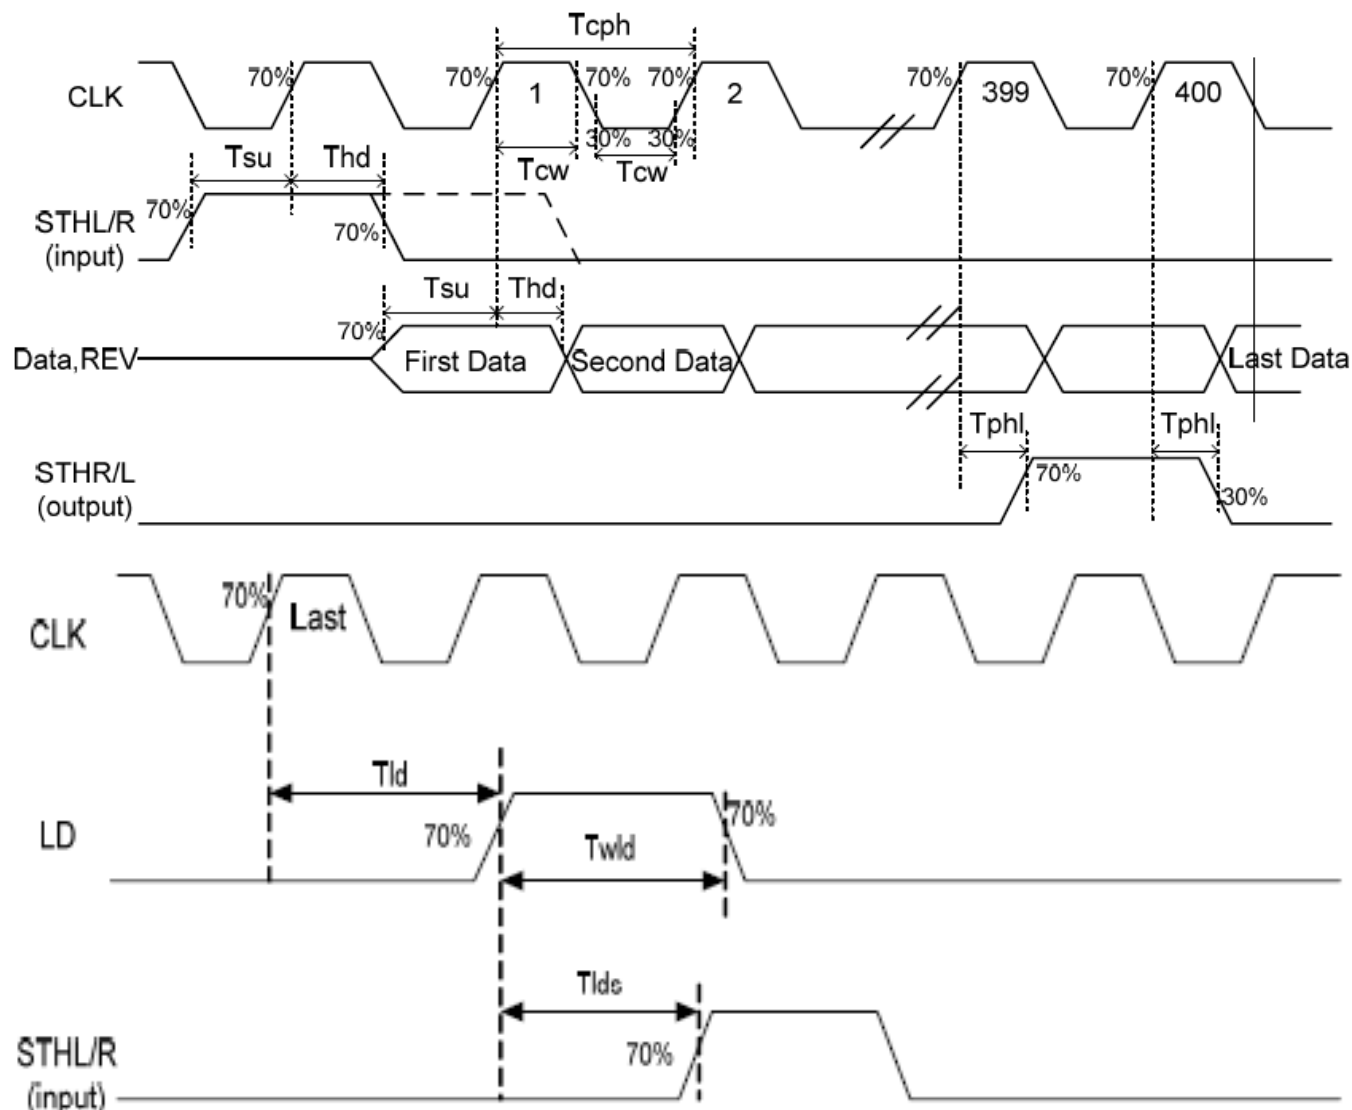 Tcph
CLK
70%
70%
1
70%
70%
2
70%
399
70%
400
30%
30%
Tsu
Thd
Tcw
Tcw
STHL/R
(input)
70%
70%
Tsu
Thd
70%
Data,REV
First Data
Second Data
Last Data
Tphl
Tphl
STHR/L
(output)
70%
30%
CLK
70%
Last
Tld
LD
70%
70%
Twld
Tlds
STHL/R
(input)
70%